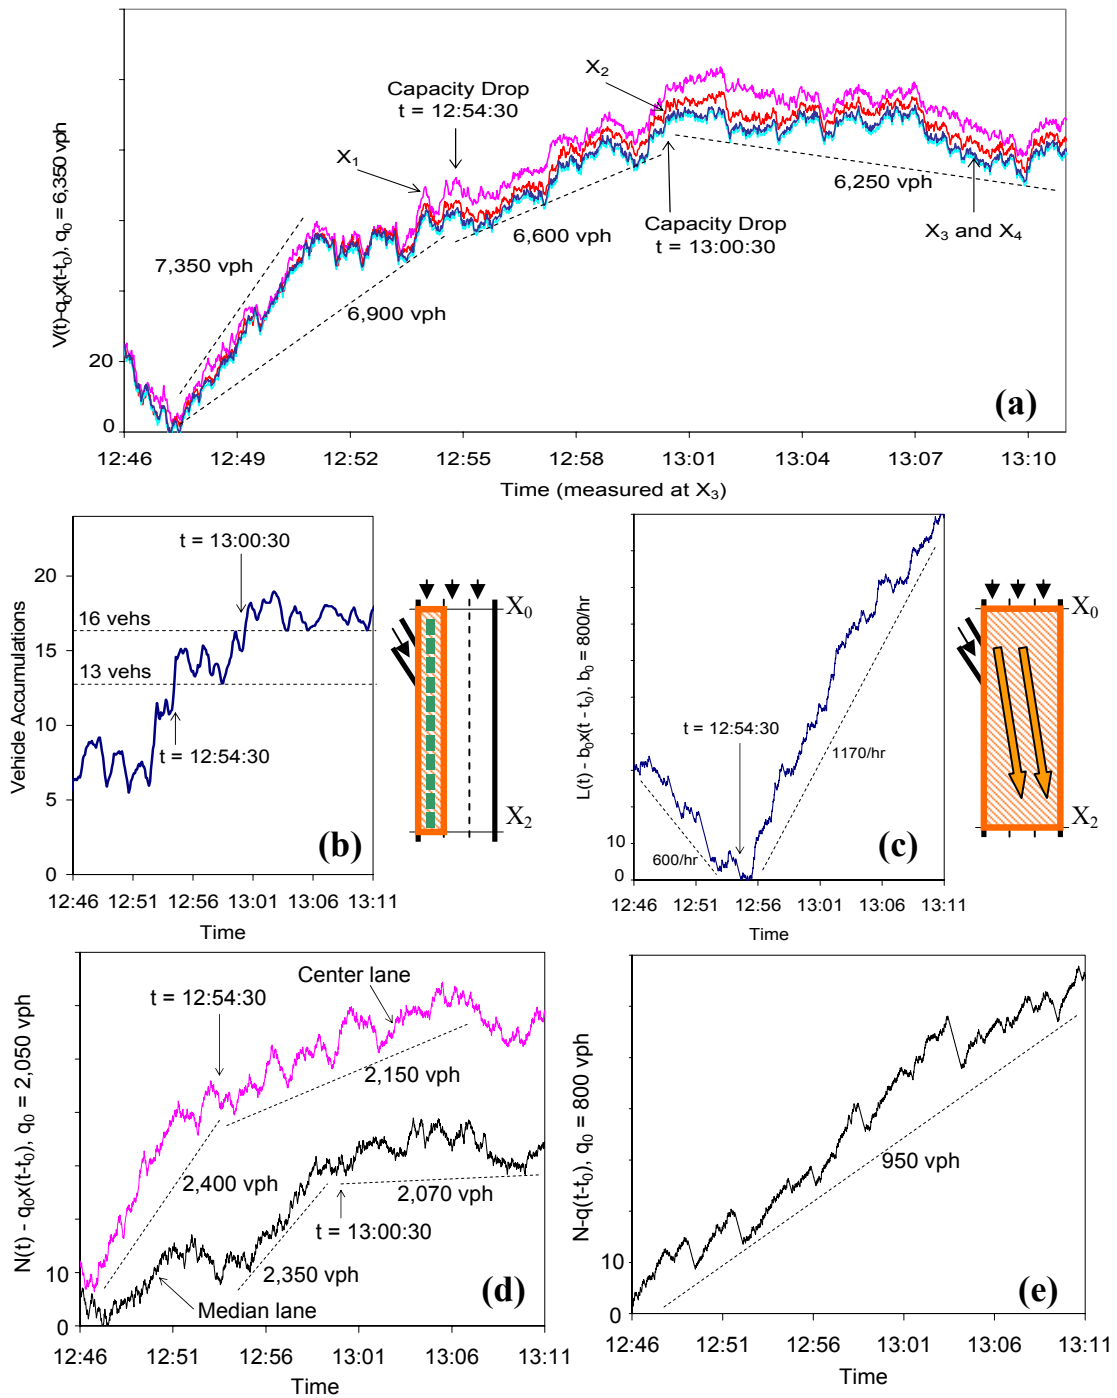 V(t)-q0x(t-t0), q0 = 6,350 vph
20
0
X1
Capacity Drop
t = 12:54:30
X2
7,350 vph
6,900 vph
6,600 vph
Capacity Drop
t = 13:00:30
6,250 vph
X3 and X4
(a)
12:46 12:49 12:52 12:55 12:58 13:01 13:04 13:07 13:10
Time (measured at X3)
Vehicle Accumulations
20
15
10
5
0
t = 13:00:30
16 vehs
13 vehs
t = 12:54:30
(b)
12:46 12:51 12:56 13:01 13:06 13:11
Time
X0
X2
L(t) - b0x(t - t0), b0 = 800/hr
10
0
t = 12:54:30
1170/hr
600/hr
(c)
12:46 12:51 12:56 13:01 13:06 13:11
Time
X0
X2
N(t) - q0x(t-t0), q0 = 2,050 vph
10
0
t = 12:54:30
Center lane
2,150 vph
2,400 vph
2,070 vph
t = 13:00:30
2,350 vph
Median lane
(d)
12:46 12:51 12:56 13:01 13:06 13:11
Time
N-q(t-t0), q0 = 800 vph
10
0
950 vph
(e)
12:46 12:51 12:56 13:01 13:06 13:11
Time